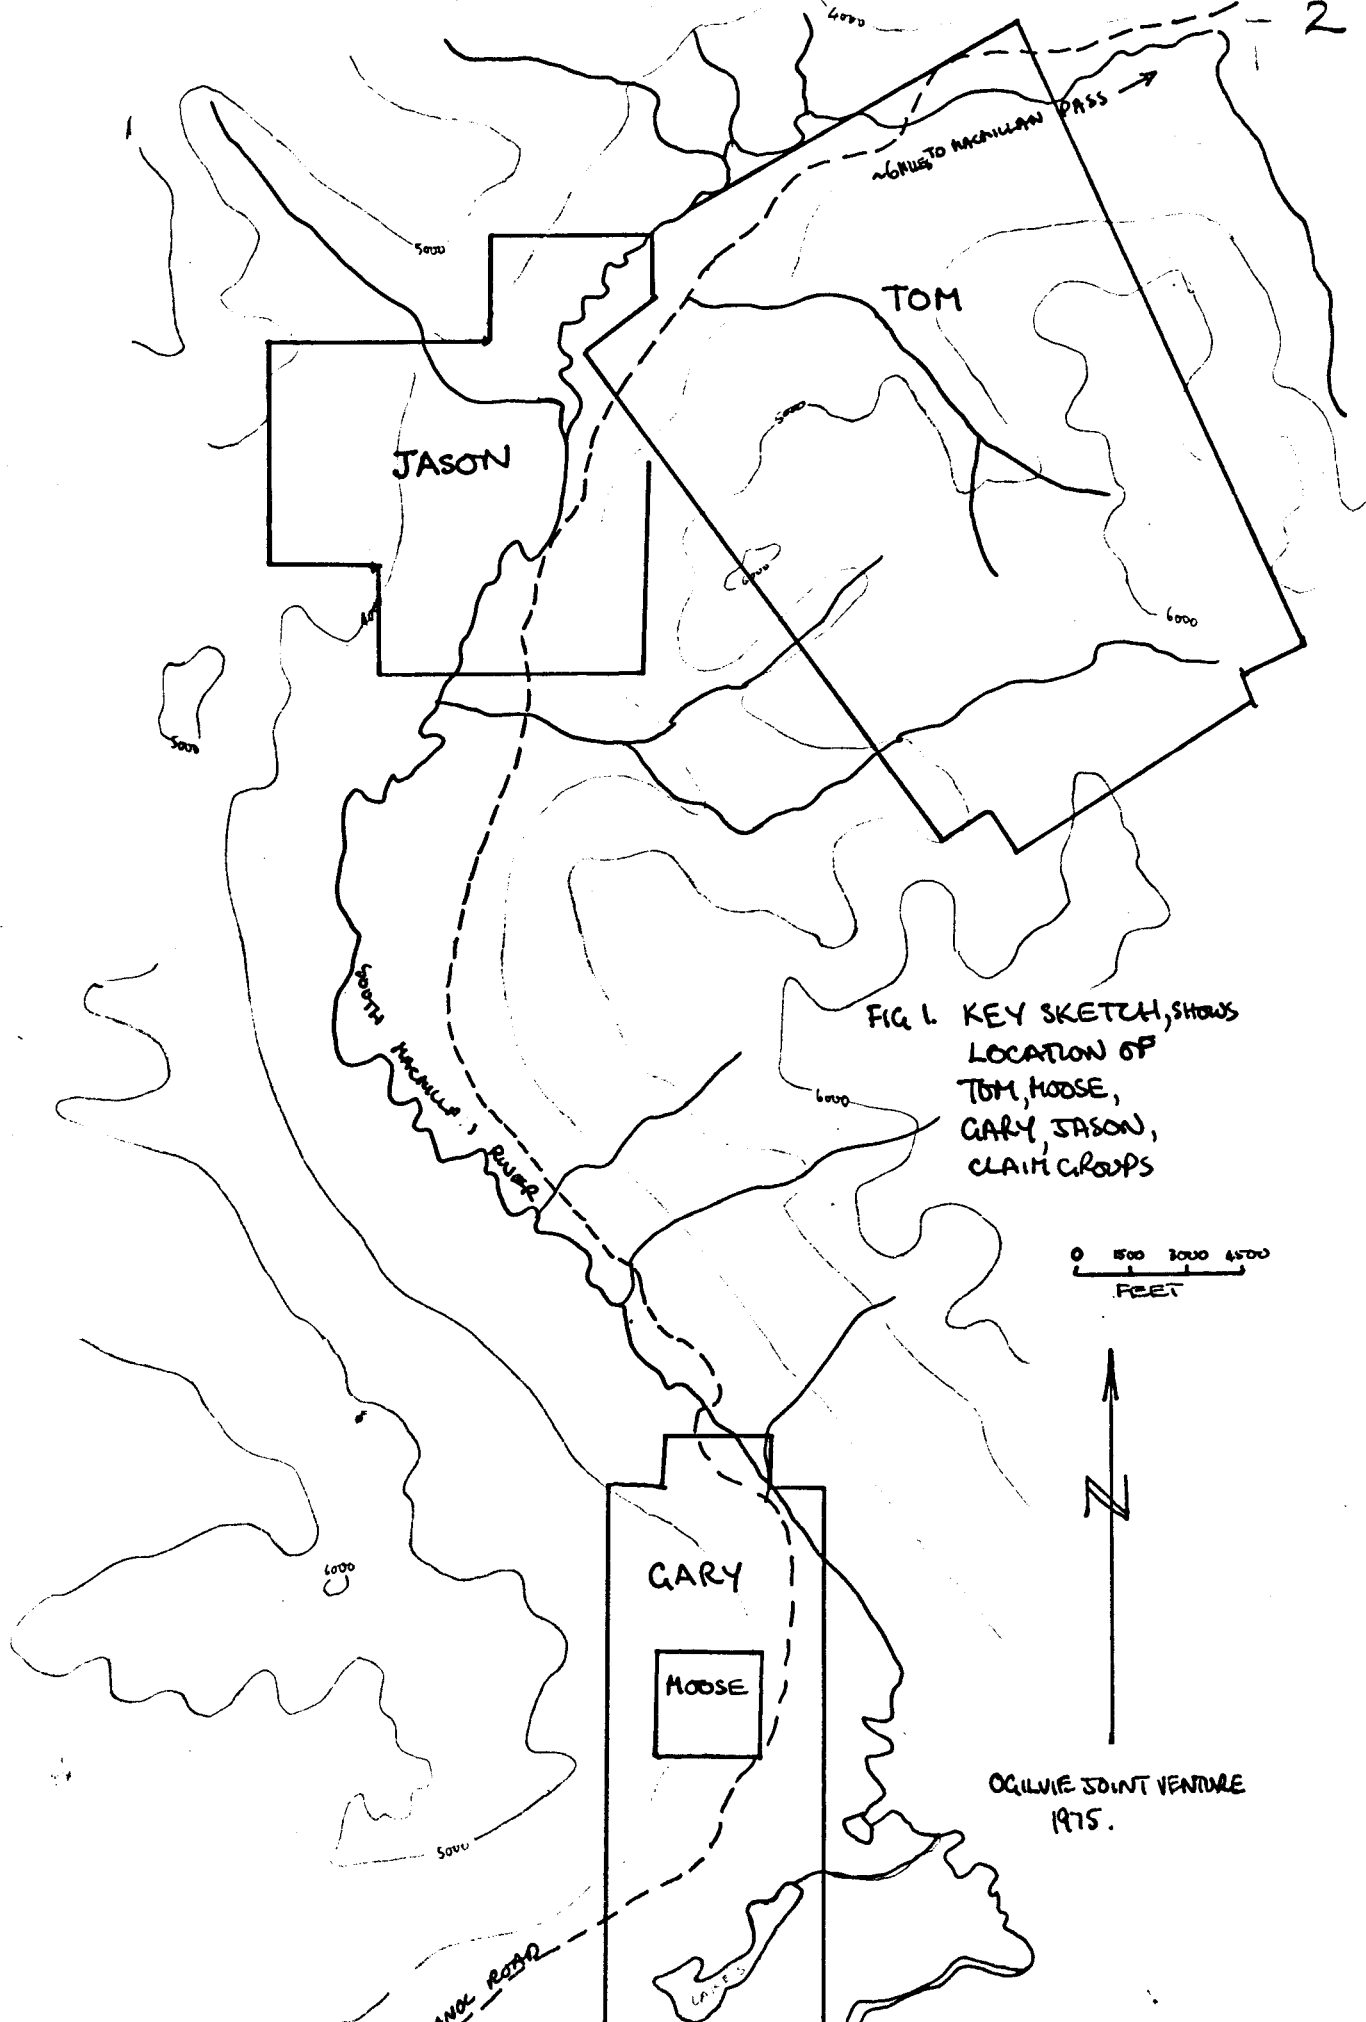 4000
2
~6 MILES TO MACMILLAN PASS
5000
TOM
5000
JASON
6000
6000
5000
SOUTH
RIVER
FIG 1. KEY SKETCH, SHOWS
LOCATION OF
TOM, MOOSE,
GARY, JASON,
CLAIM GROUPS
6000
0 1500 3000 4500
FEET
N
GARY
6000
MOOSE
OGILVIE JOINT VENTURE
1975.
5000
ROAD
LAKES